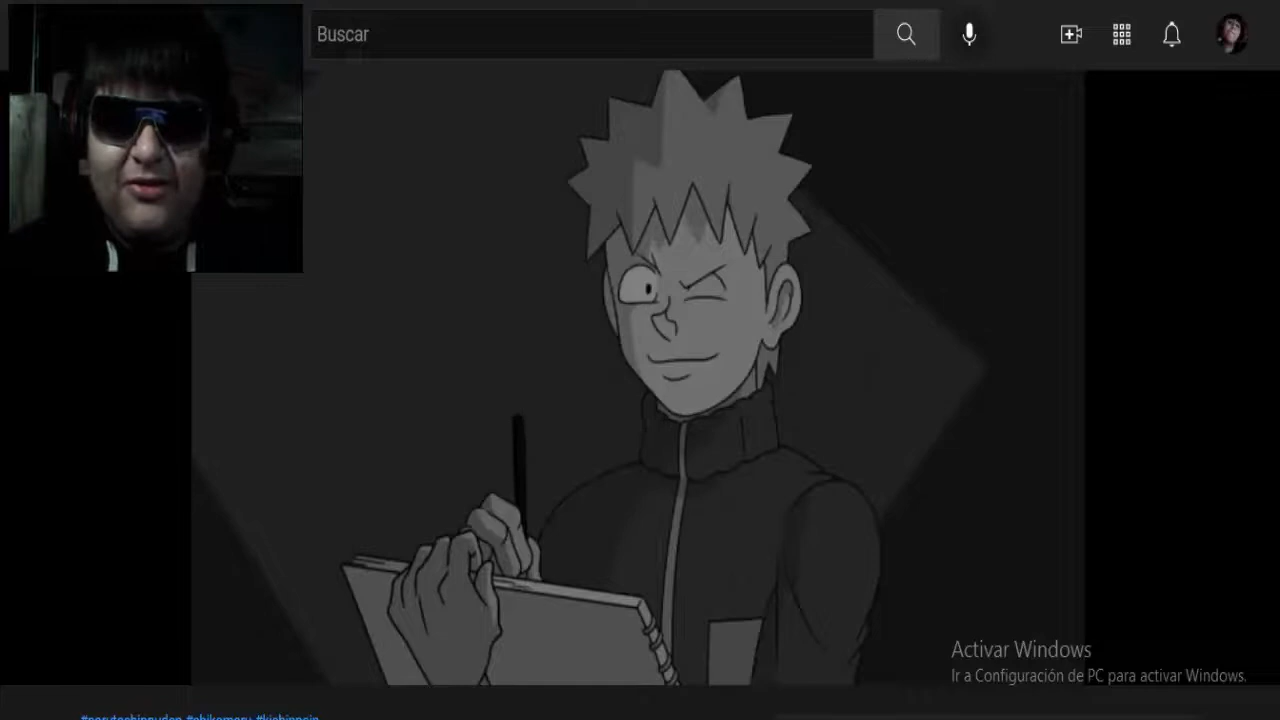 Buscar
Activar Windows
Ir a Configuración de PC para activar Windows.